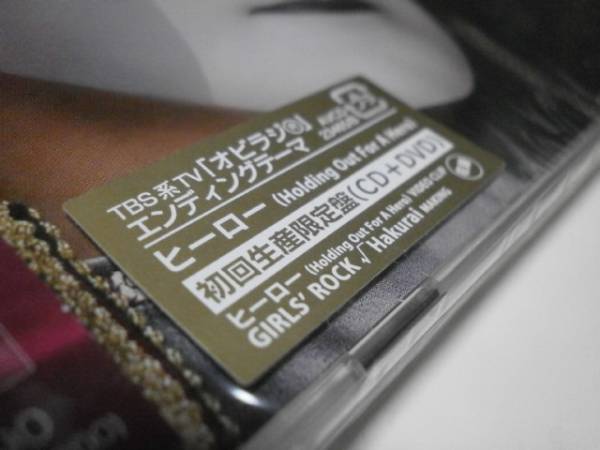 TBS系TV「オビラジR」
エンディングテーマ
ヒーロー (Holding Out For A Hero)
初回生産限定盤(CD+DVD)
ヒーロー (Holding Out For A Hero) VIDEO CLIP
GIRLS' ROCK √ Hakurai MAKING